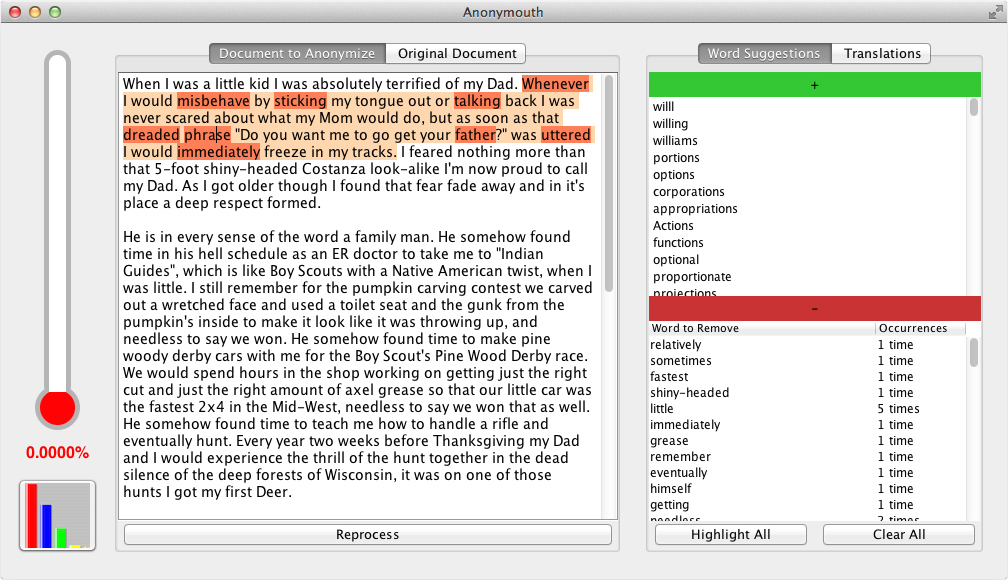 Anonymouth
Document to Anonymize
Original Document
When I was a little kid I was absolutely terrified of my Dad. Whenever
I would misbehave by sticking my tongue out or talking back I was
never scared about what my Mom would do, but as soon as that
dreaded phrase "Do you want me to go get your father?" was uttered
I would immediately freeze in my tracks. I feared nothing more than
that 5-foot shiny-headed Costanza look-alike I'm now proud to call
my Dad. As I got older though I found that fear fade away and in it's
place a deep respect formed.
He is in every sense of the word a family man. He somehow found
time in his hell schedule as an ER doctor to take me to "Indian
Guides", which is like Boy Scouts with a Native American twist, when I
was little. I still remember for the pumpkin carving contest we carved
out a wretched face and used a toilet seat and the gunk from the
pumpkin's inside to make it look like it was throwing up, and
needless to say we won. He somehow found time to make pine
woody derby cars with me for the Boy Scout's Pine Wood Derby race.
We would spend hours in the shop working on getting just the right
cut and just the right amount of axel grease so that our little car was
the fastest 2x4 in the Mid-West, needless to say we won that as well.
He somehow found time to teach me how to handle a rifle and
eventually hunt. Every year two weeks before Thanksgiving my Dad
and I would experience the thrill of the hunt together in the dead
silence of the deep forests of Wisconsin, it was on one of those
hunts I got my first Deer.
Reprocess
0.0000%
Word Suggestions
Translations
+
willl
willing
williams
portions
options
corporations
appropriations
Actions
functions
optional
proportionate
projections
-
Word to Remove Occurrences
relatively 1 time
sometimes 1 time
fastest 1 time
shiny-headed 1 time
little 5 times
immediately 1 time
grease 1 time
remember 1 time
eventually 1 time
himself 1 time
getting 1 time
needless 2 times
Highlight All
Clear All